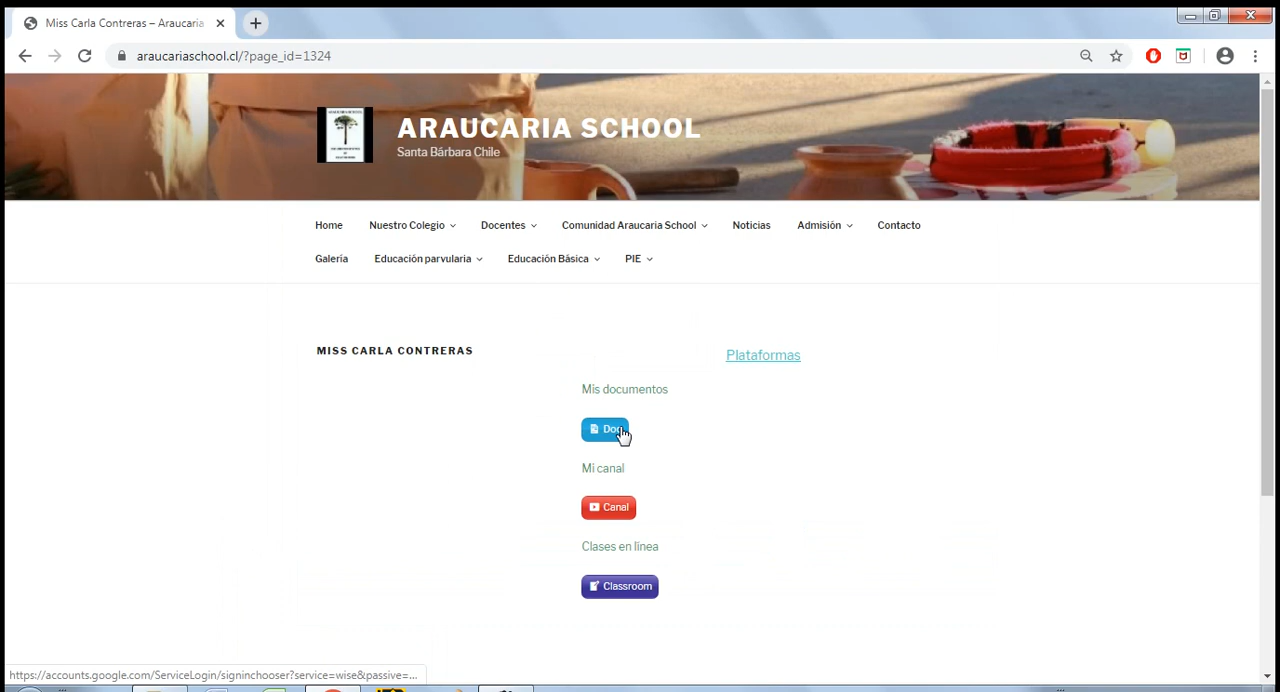 Miss Carla Contreras – Araucaria
araucariaschool.cl/?page_id=1324
ARAUCARIA SCHOOL
Santa Bárbara Chile
Home Nuestro Colegio Docentes Comunidad Araucaria School Noticias Admisión Contacto
Galería Educación parvularia Educación Básica PIE
MISS CARLA CONTRERAS
Plataformas
Mis documentos
Mi canal
Canal
Clases en línea
Classroom
https://accounts.google.com/ServiceLogin/signinchooser?service=wise&passive=...